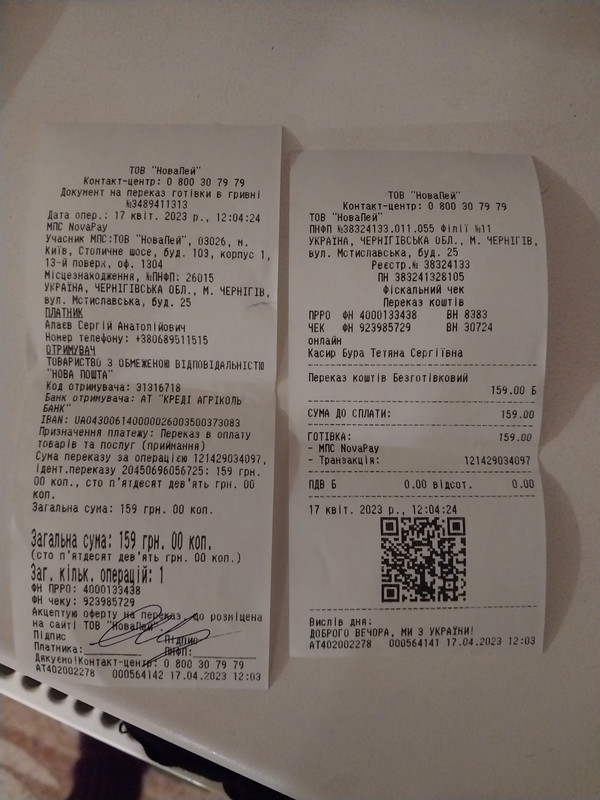 ТОВ "НоваПей"
Контакт-центр: 0 800 30 79 79
Документ на переказ готівки в гривні
№3489411313
Дата опер.: 17 квіт. 2023 р., 12:04:24
МПС NovaPay
Учасник МПС:ТОВ "НоваПей", 03026, м.
Київ, Столичне шосе, буд. 103, корпус 1,
13-й поверх, оф. 1304
Місцезнаходження, №ПНФП: 26015
УКРАЇНА, ЧЕРНІГІВСЬКА ОБЛ., М. ЧЕРНІГІВ,
вул. Мстиславська, буд. 25
ПЛАТНИК
Алаєв Сергій Анатолійович
Номер телефону: +380689511515
ОТРИМУВАЧ
ТОВАРИСТВО З ОБМЕЖЕНОЮ ВІДПОВІДАЛЬНІСТЮ
"НОВА ПОШТА"
Код отримувача: 31316718
Банк отримувача: АТ "КРЕДІ АГРІКОЛЬ
БАНК"
IBAN: UA043006140000026003500373083
Призначення платежу: Переказ в оплату
товарів та послуг (приймання)
Сума переказу за операцією 121429034097,
ідент.переказу 20450696056725: 159 грн.
00 коп., сто п'ятдесят дев'ять грн. 00
коп.
Загальна сума: 159 грн. 00 коп.
Загальна сума: 159 грн. 00 коп.
(сто п'ятдесят дев'ять грн. 00 коп.)
Заг. кільк. операцій: 1
ФН ПРРО: 4000133438
ФН чеку: 923985729
Акцептую оферту на переказ, що розміщена
на сайті ТОВ "НоваПей"
Підпис Підпис
Платника: ПНФП:
Дякуємо!Контакт-центр: 0 800 30 79 79
AT402002278 000564142 17.04.2023 12:03
ТОВ "НоваПей"
Контакт-центр: 0 800 30 79 79
ТОВ "НоваПей"
ПНФП №38324133.011.055 Філії №11
УКРАЇНА, ЧЕРНІГІВСЬКА ОБЛ., М. ЧЕРНІГІВ,
вул. Мстиславська, буд. 25
Реєстр.№ 38324133
ПН 383241328105
Фіскальний чек
Переказ коштів
ПРРО ФН 4000133438 ВН 8383
ЧЕК ФН 923985729 ВН 30724
онлайн
Касир Бура Тетяна Сергіївна
Переказ коштів Безготівковий
159.00 Б
СУМА ДО СПЛАТИ: 159.00
ГОТІВКА: 159.00
- МПС NovaPay
- Транзакція: 121429034097
ПДВ Б 0.00 відсот. 0.00
17 квіт. 2023 р., 12:04:24
Вислів дня:
ДОБРОГО ВЕЧОРА, МИ З УКРАЇНИ!
AT402002278 000564141 17.04.2023 12:03